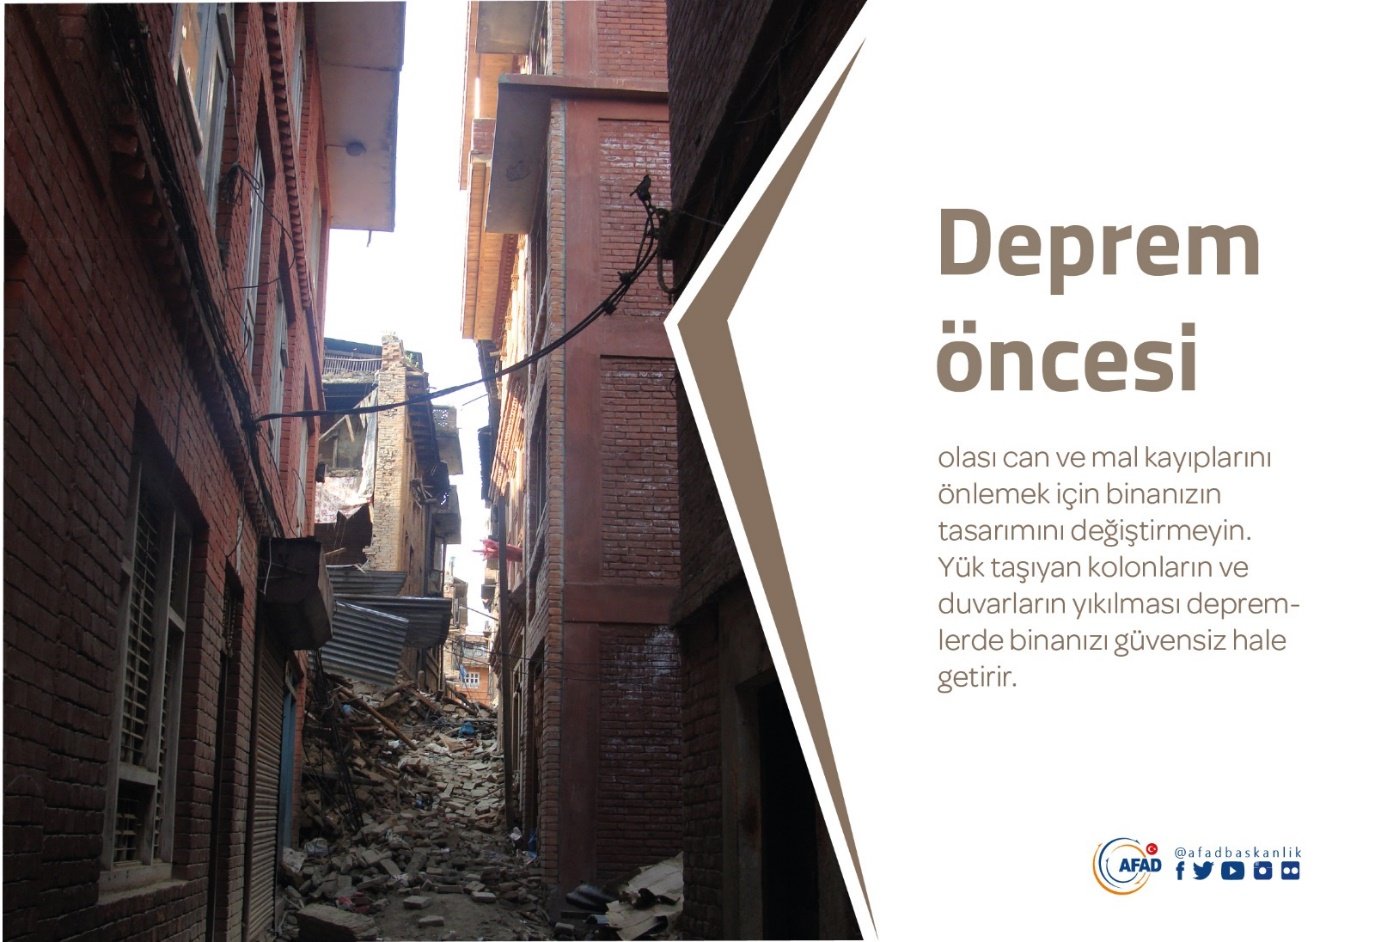 Deprem
öncesi
olası can ve mal kayıplarını
önlemek için binanızın
tasarımını değiştirmeyin.
Yük taşıyan kolonların ve
duvarların yıkılması deprem-
lerde binanızı güvensiz hale
getirir.
AFAD
@afadbaskanlik